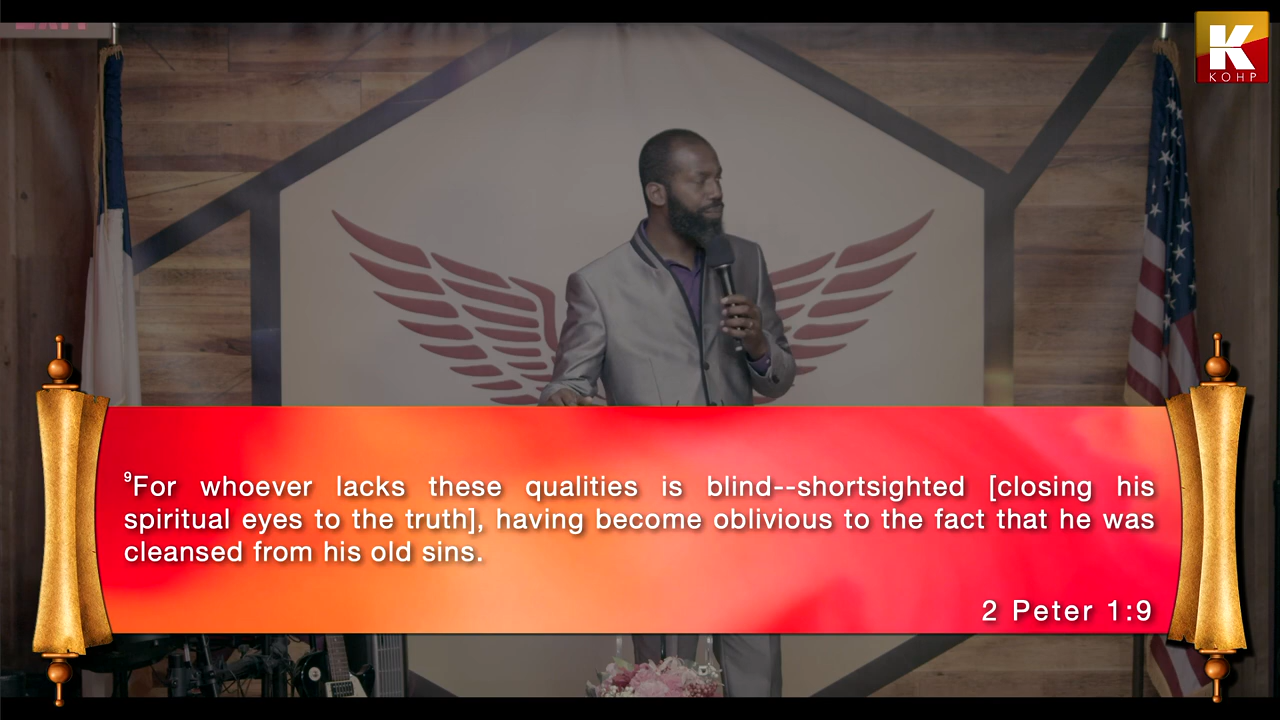 K
KOHP
⁹For whoever lacks these qualities is blind--shortsighted [closing his
spiritual eyes to the truth], having become oblivious to the fact that he was
cleansed from his old sins.
2 Peter 1:9